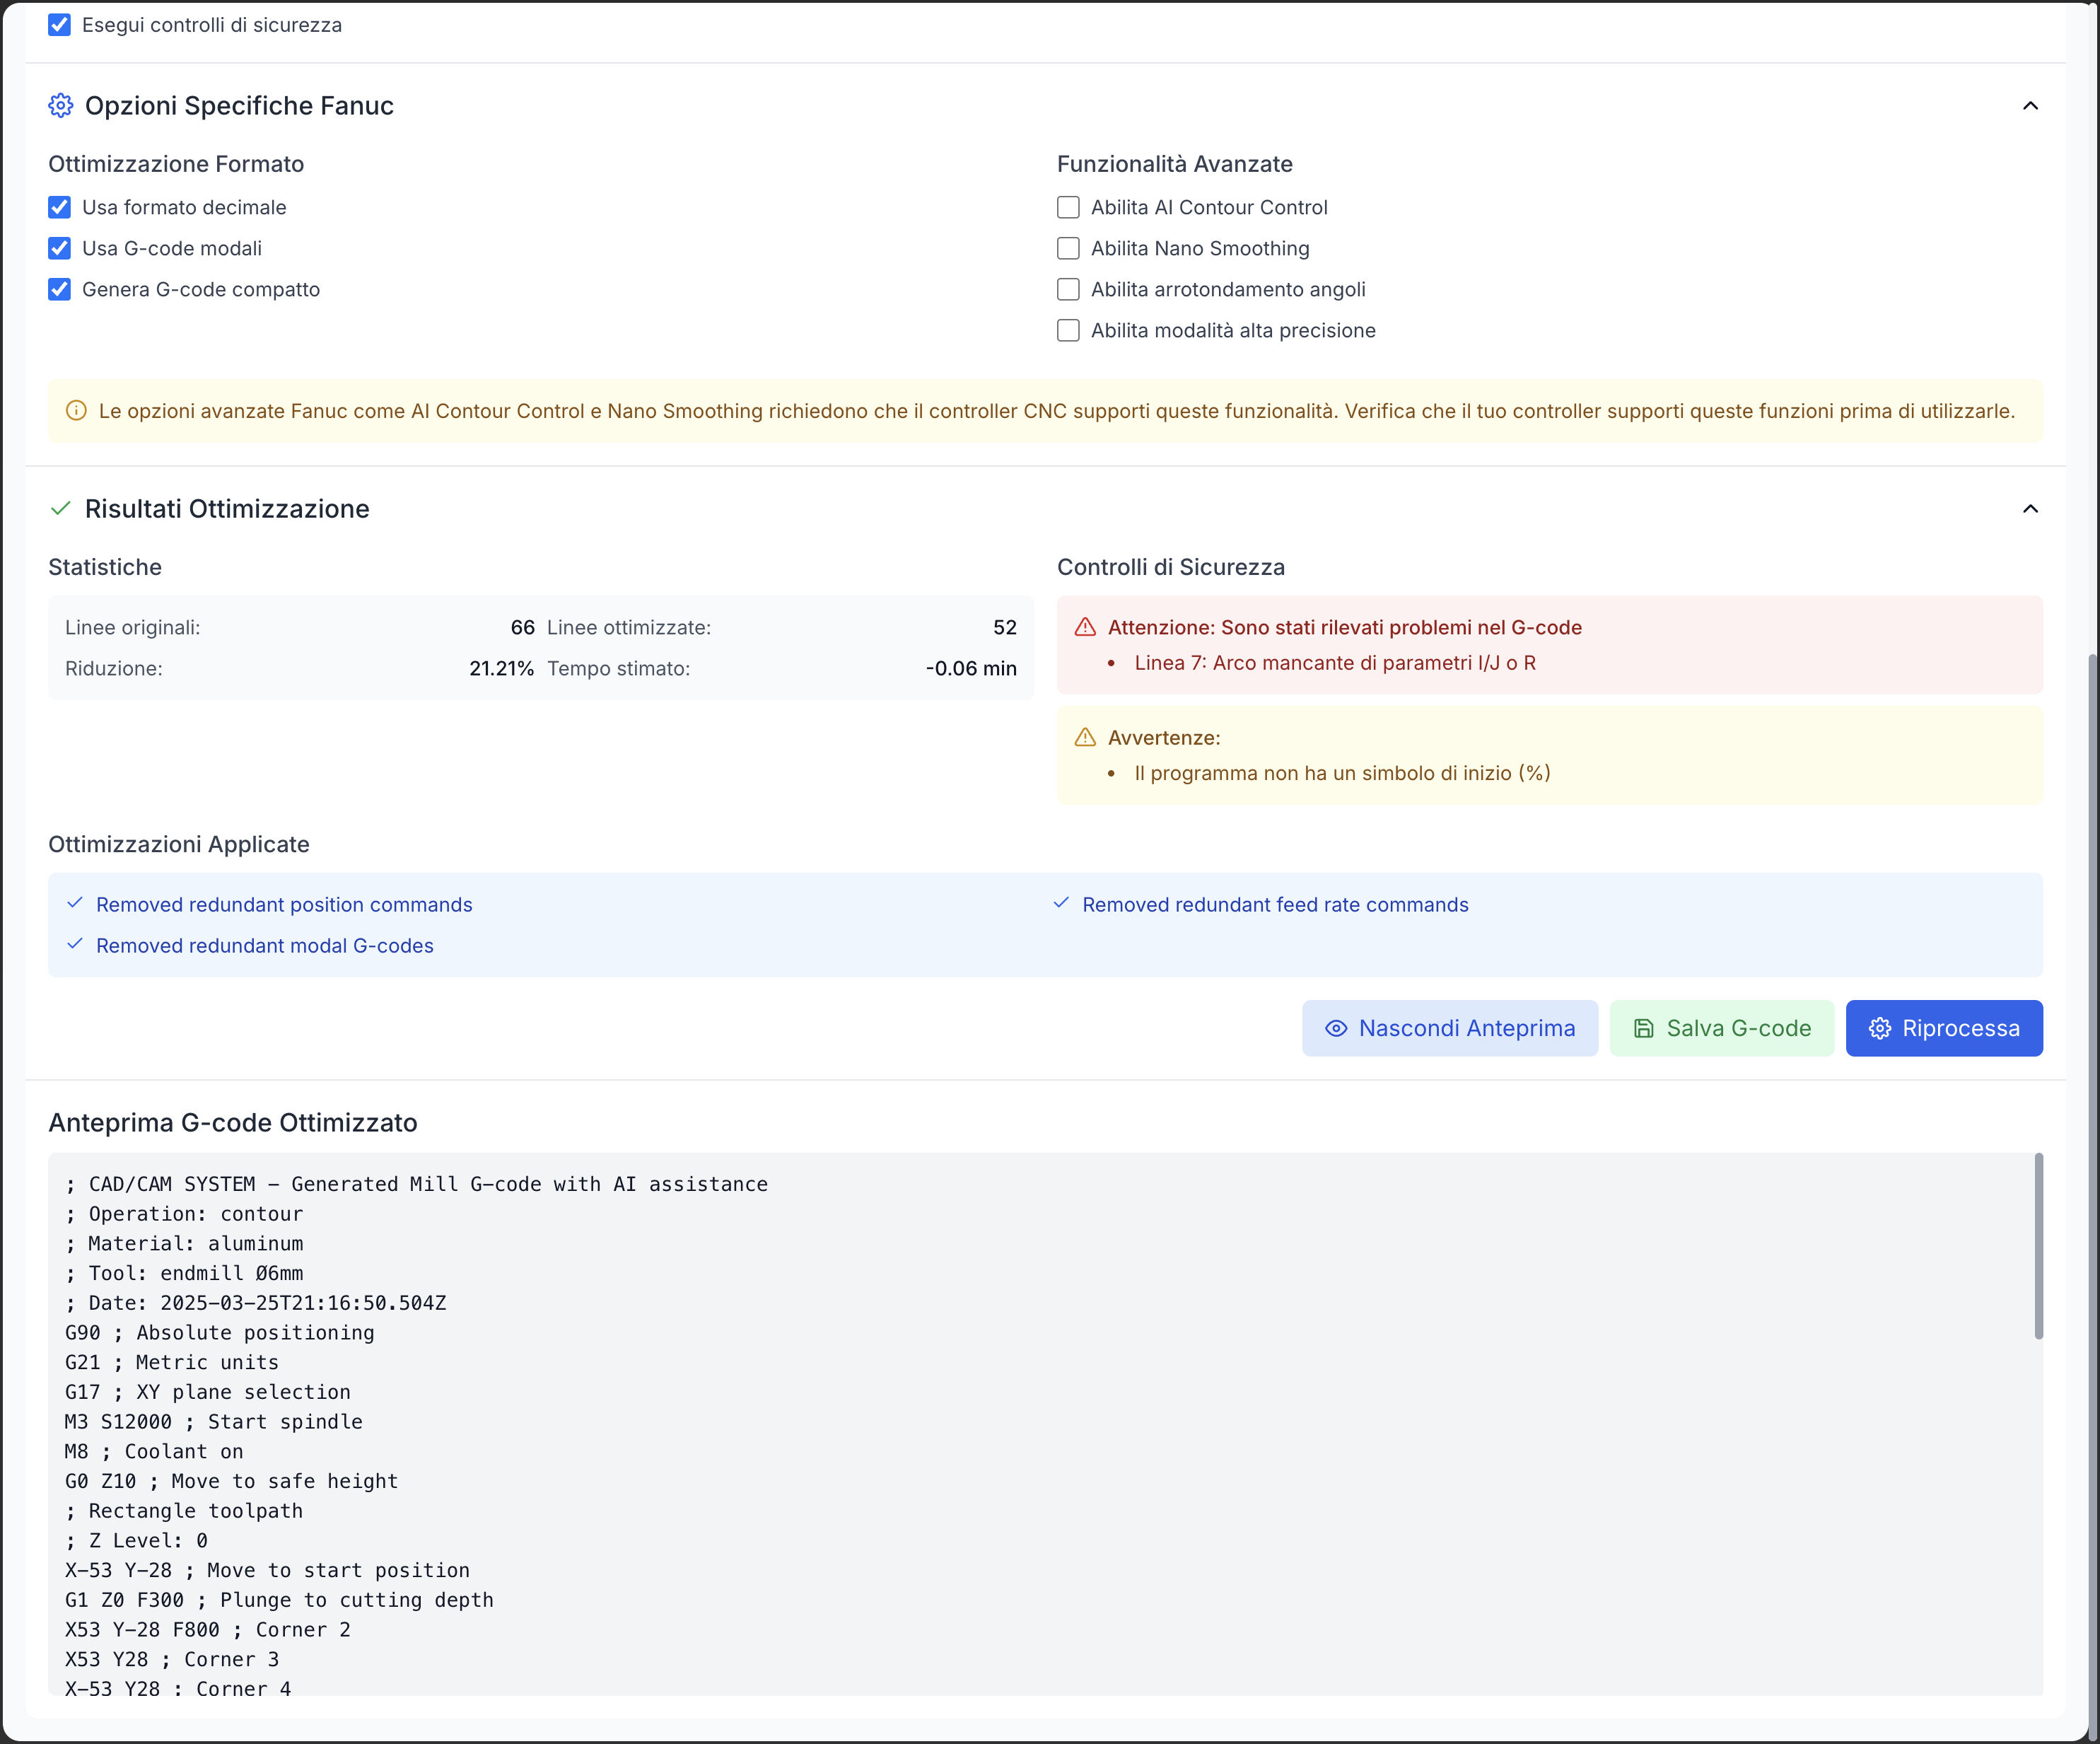 Esegui controlli di sicurezza
Opzioni Specifiche Fanuc
Ottimizzazione Formato
Usa formato decimale
Usa G-code modali
Genera G-code compatto
Funzionalità Avanzate
Abilita AI Contour Control
Abilita Nano Smoothing
Abilita arrotondamento angoli
Abilita modalità alta precisione
Le opzioni avanzate Fanuc come AI Contour Control e Nano Smoothing richiedono che il controller CNC supporti queste funzionalità. Verifica che il tuo controller supporti queste funzioni prima di utilizzarle.
Risultati Ottimizzazione
Statistiche
Linee originali: 66 Linee ottimizzate: 52
Riduzione: 21.21% Tempo stimato: -0.06 min
Controlli di Sicurezza
Attenzione: Sono stati rilevati problemi nel G-code
• Linea 7: Arco mancante di parametri I/J o R
Avvertenze:
• Il programma non ha un simbolo di inizio (%)
Ottimizzazioni Applicate
Removed redundant position commands
Removed redundant feed rate commands
Removed redundant modal G-codes
Nascondi Anteprima
Salva G-code
Riprocessa
Anteprima G-code Ottimizzato
; CAD/CAM SYSTEM - Generated Mill G-code with AI assistance
; Operation: contour
; Material: aluminum
; Tool: endmill Ø6mm
; Date: 2025-03-25T21:16:50.504Z
G90 ; Absolute positioning
G21 ; Metric units
G17 ; XY plane selection
M3 S12000 ; Start spindle
M8 ; Coolant on
G0 Z10 ; Move to safe height
; Rectangle toolpath
; Z Level: 0
X-53 Y-28 ; Move to start position
G1 Z0 F300 ; Plunge to cutting depth
X53 Y-28 F800 ; Corner 2
X53 Y28 ; Corner 3
X-53 Y28 ; Corner 4